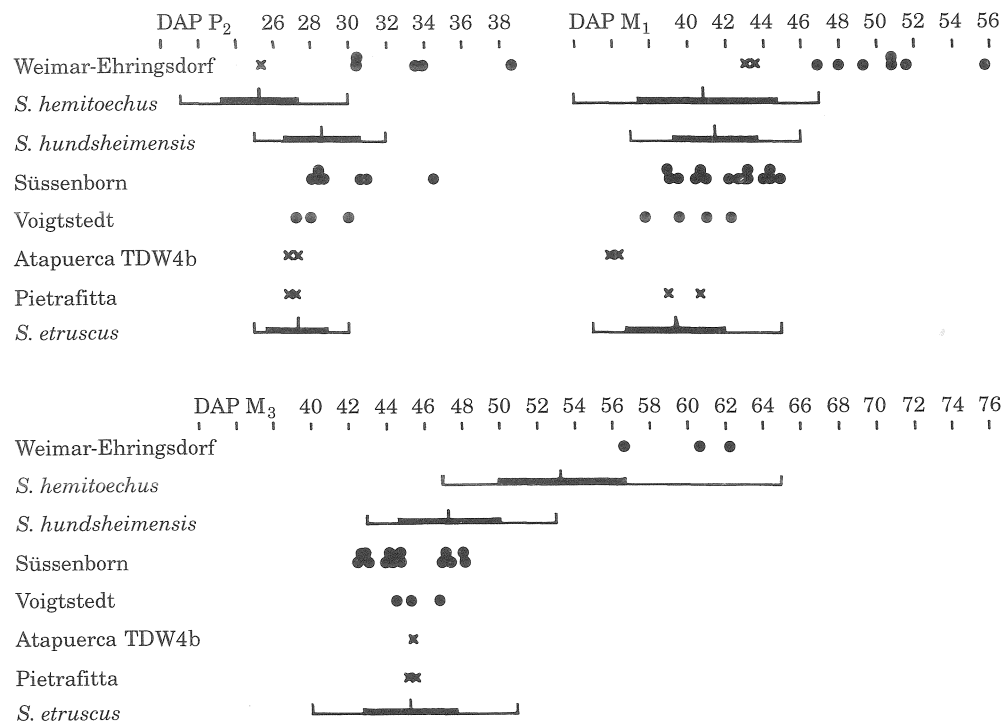 DAP P2 26 28 30 32 34 36 38 DAP M1 40 42 44 46 48 50 52 54 56
Weimar-Ehringsdorf
S. hemitoechus
S. hundsheimensis
Süssenborn
Voigtstedt
Atapuerca TDW4b
Pietrafitta
S. etruscus
DAP M3 40 42 44 46 48 50 52 54 56 58 60 62 64 66 68 70 72 74 76
Weimar-Ehringsdorf
S. hemitoechus
S. hundsheimensis
Süssenborn
Voigtstedt
Atapuerca TDW4b
Pietrafitta
S. etruscus